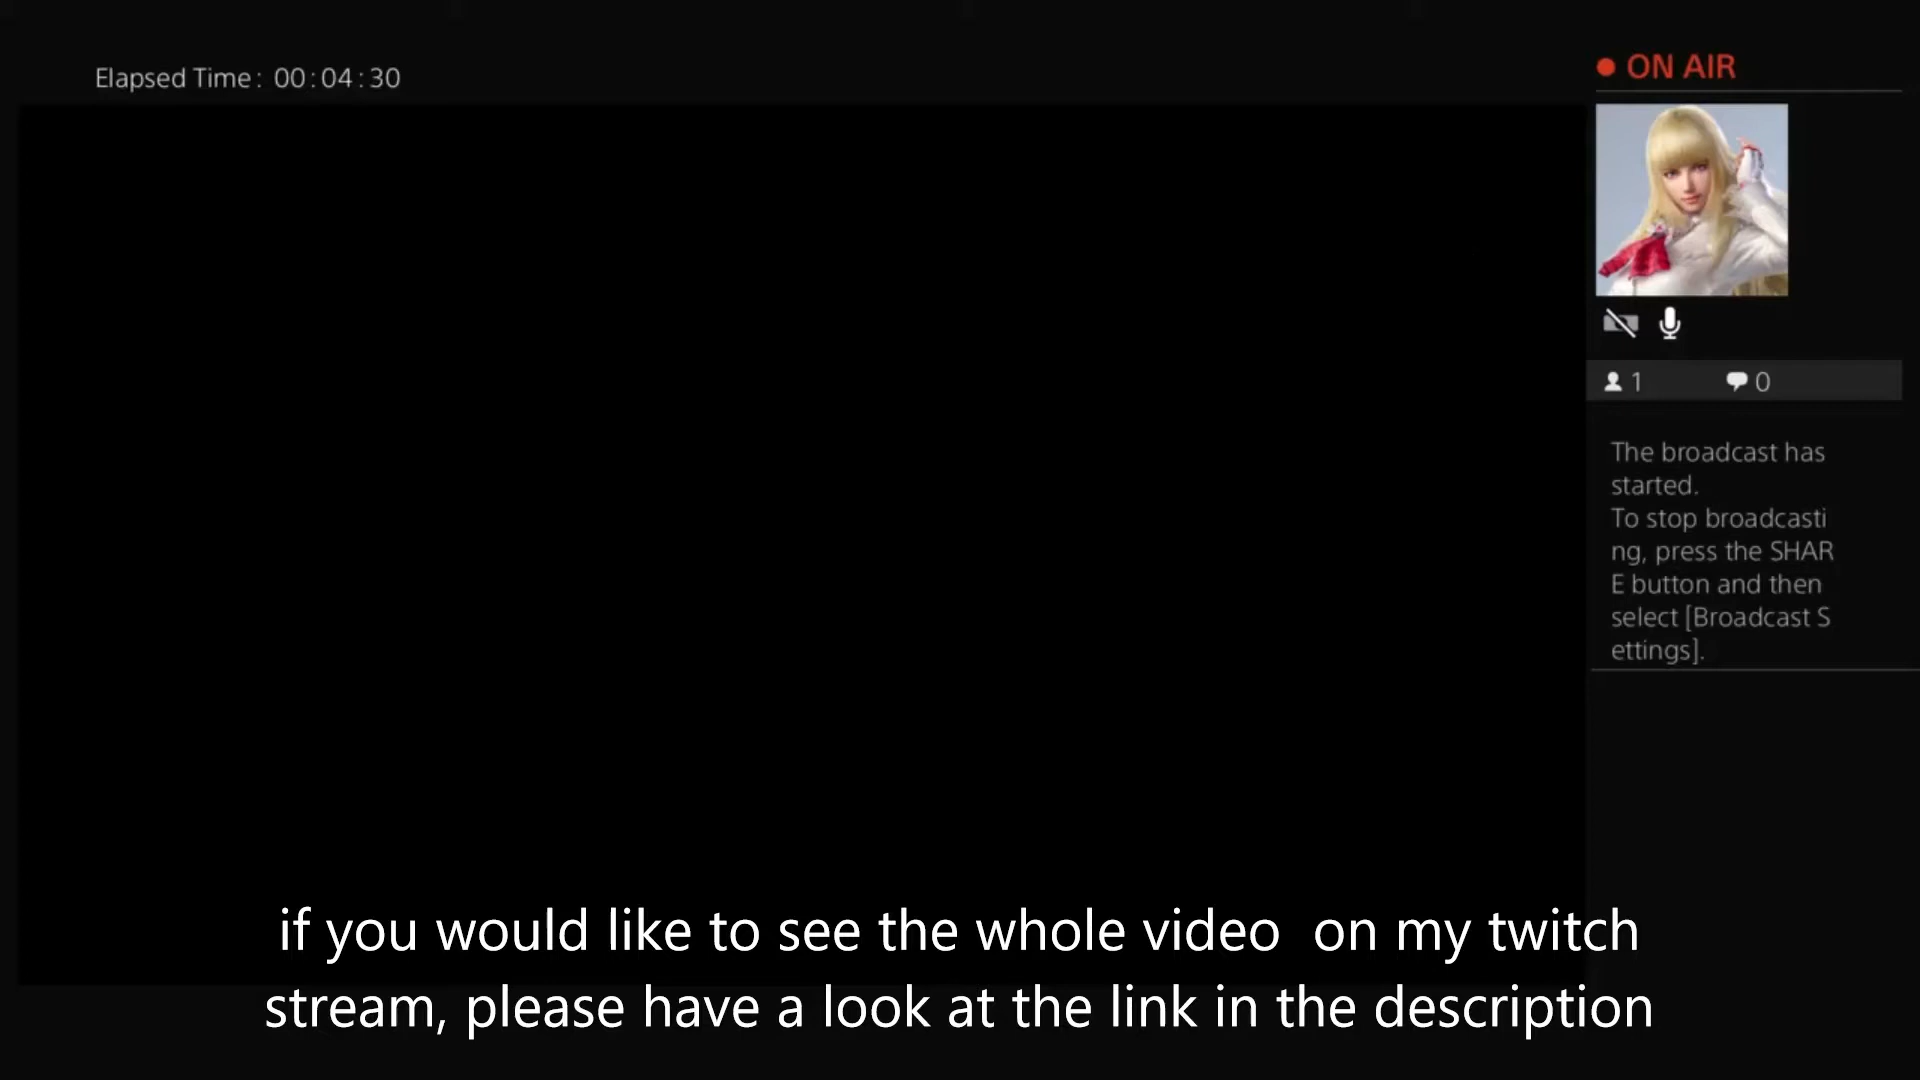 Elapsed Time: 00:04:30
ON AIR
1 0
The broadcast has
started.
To stop broadcasti
ng, press the SHAR
E button and then
select [Broadcast S
ettings].
if you would like to see the whole video  on my twitch
stream, please have a look at the link in the description